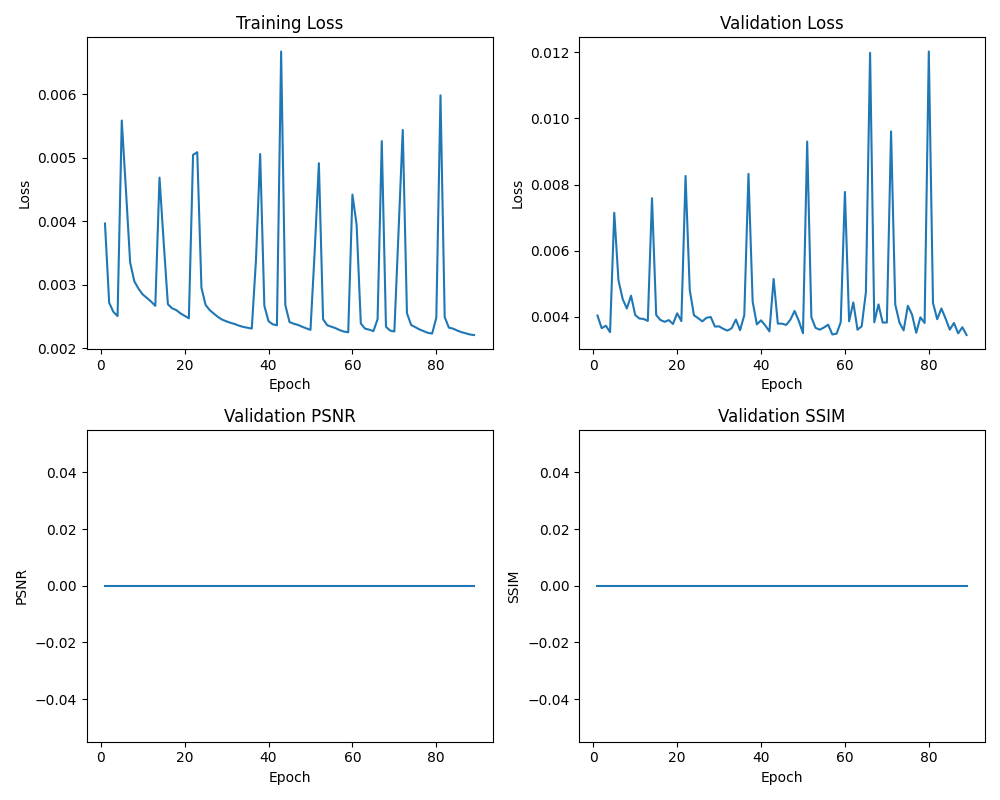 Training Loss
Loss
0.006
0.005
0.004
0.003
0.002
0 20 40 60 80
Epoch
Validation Loss
Loss
0.012
0.010
0.008
0.006
0.004
0 20 40 60 80
Epoch
Validation PSNR
PSNR
0.04
0.02
0.00
−0.02
−0.04
0 20 40 60 80
Epoch
Validation SSIM
SSIM
0.04
0.02
0.00
−0.02
−0.04
0 20 40 60 80
Epoch